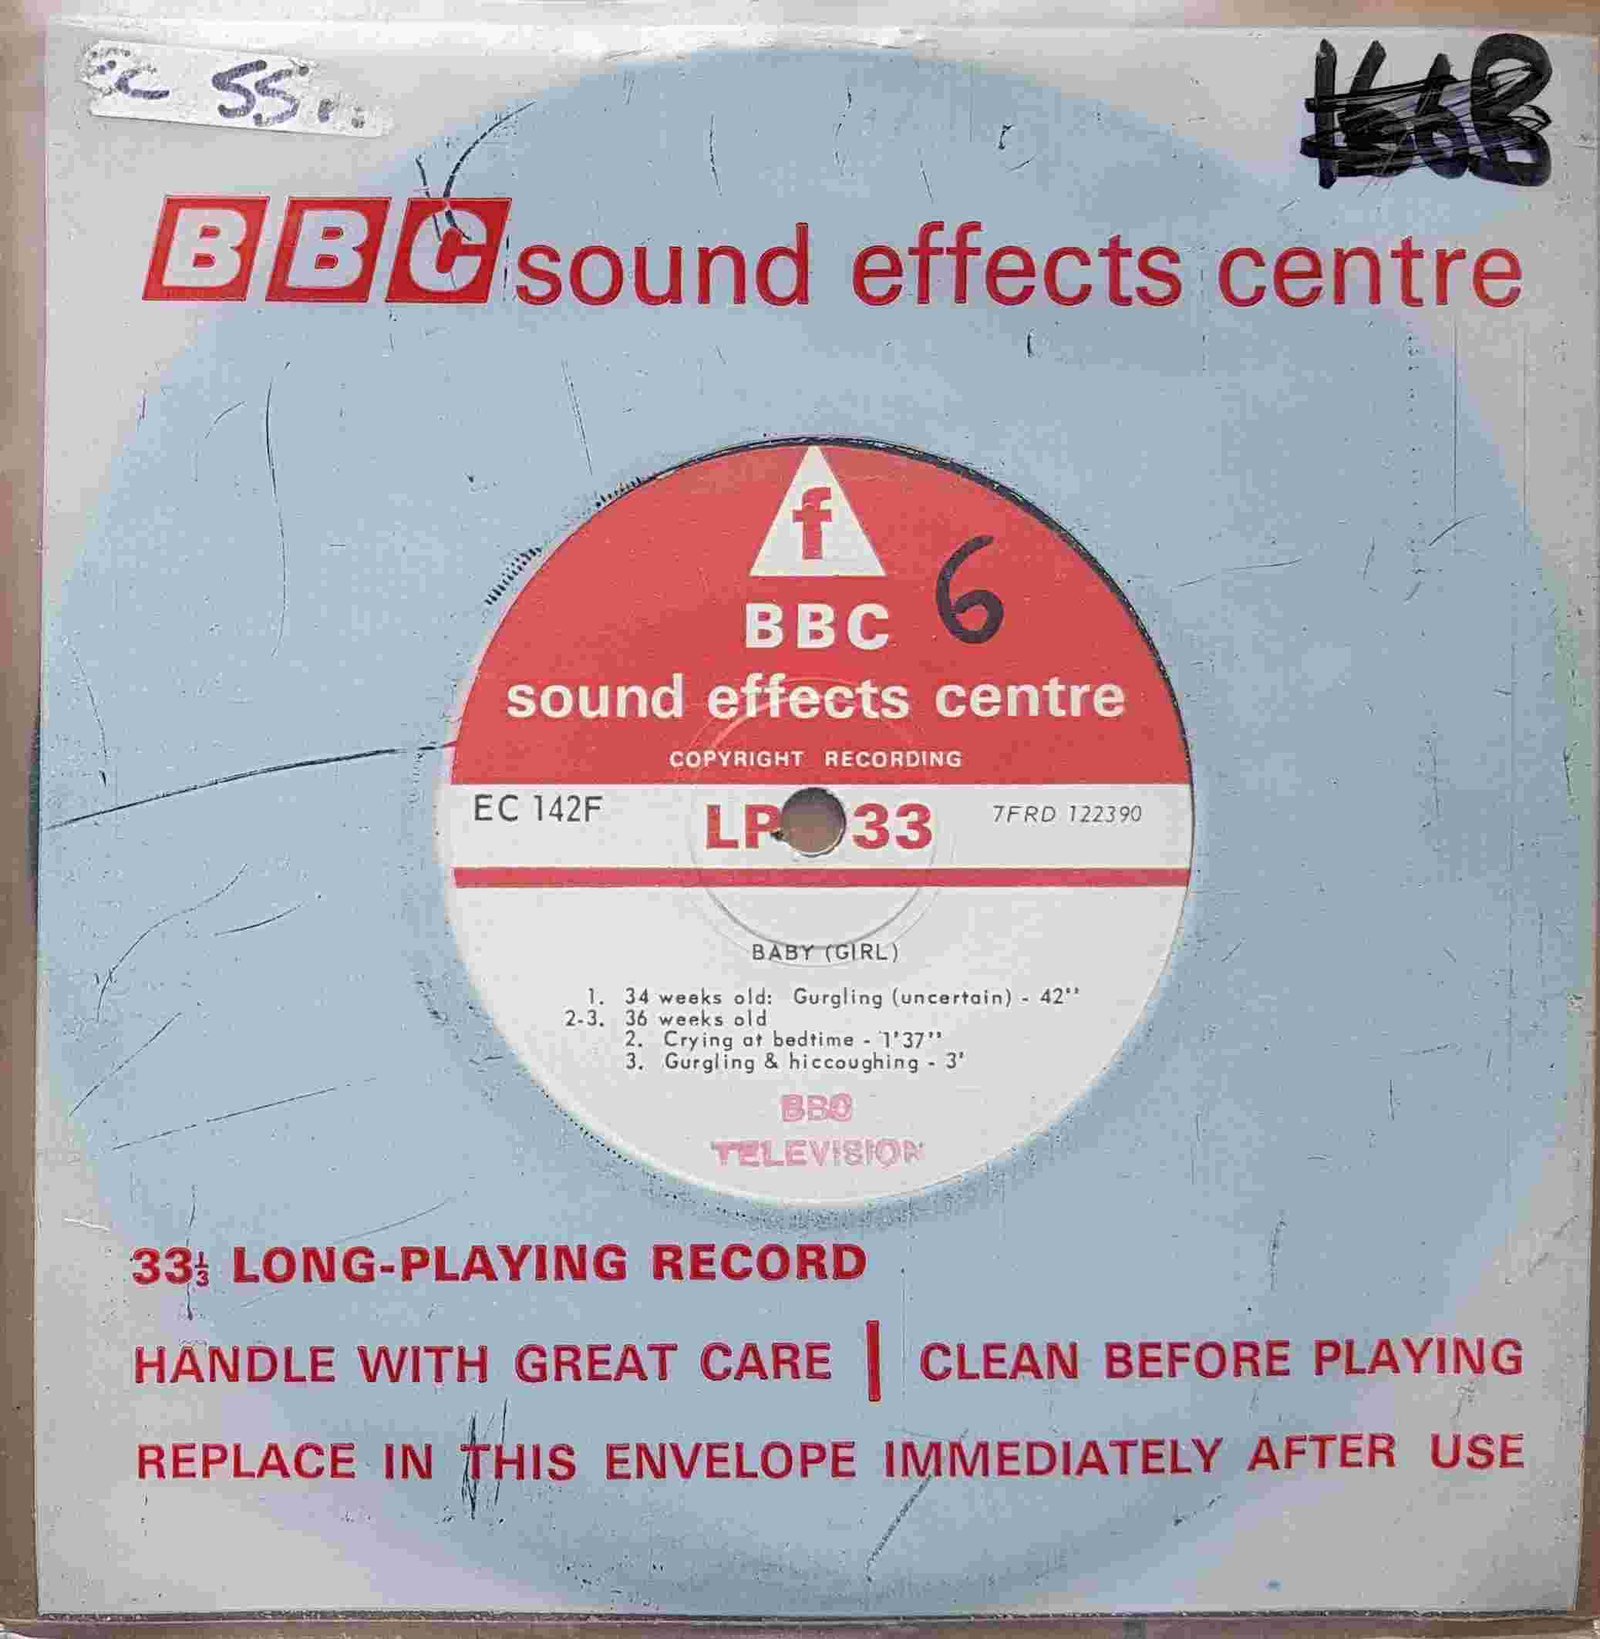 55
BBC sound effects centre
f
6
BBC
sound effects centre
COPYRIGHT RECORDING
EC 142F LP 33 7FRD 122390
BABY (GIRL)
1. 34 weeks old: Gurgling (uncertain) - 42''
2-3. 36 weeks old
2. Crying at bedtime - 1'37''
3. Gurgling & hiccoughing - 3'
BBC
TELEVISION
33⅓ LONG-PLAYING RECORD
HANDLE WITH GREAT CARE | CLEAN BEFORE PLAYING
REPLACE IN THIS ENVELOPE IMMEDIATELY AFTER USE